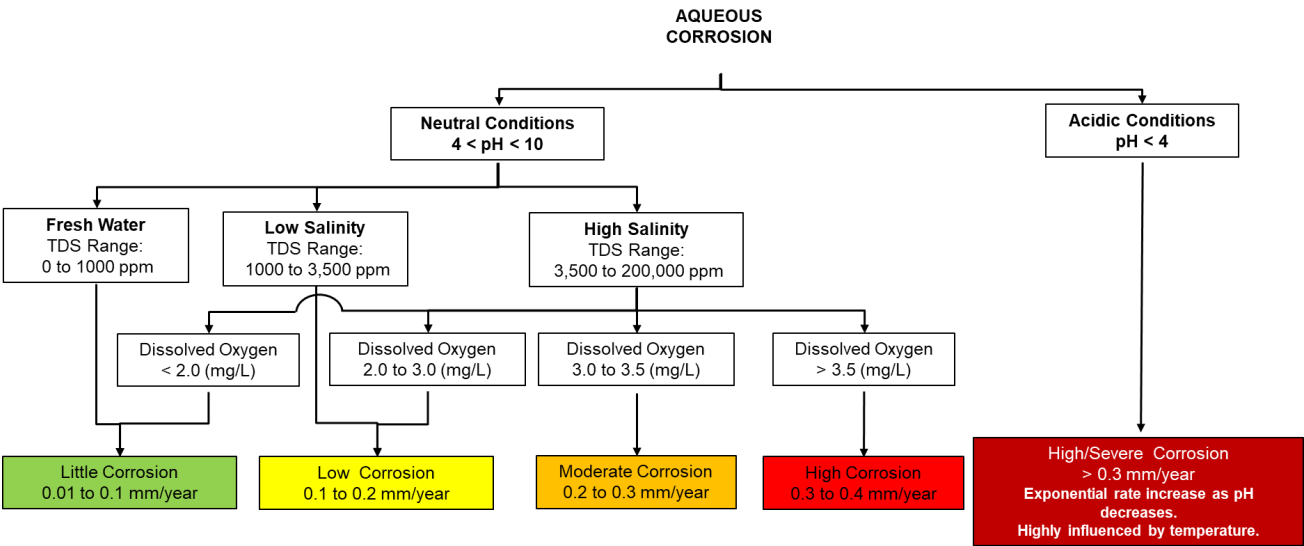 AQUEOUS
CORROSION
Neutral Conditions
4 < pH < 10
Acidic Conditions
pH < 4
Fresh Water
TDS Range:
0 to 1000 ppm
Low Salinity
TDS Range:
1000 to 3,500 ppm
High Salinity
TDS Range:
3,500 to 200,000 ppm
Dissolved Oxygen
< 2.0 (mg/L)
Dissolved Oxygen
2.0 to 3.0 (mg/L)
Dissolved Oxygen
3.0 to 3.5 (mg/L)
Dissolved Oxygen
> 3.5 (mg/L)
Little Corrosion
0.01 to 0.1 mm/year
Low Corrosion
0.1 to 0.2 mm/year
Moderate Corrosion
0.2 to 0.3 mm/year
High Corrosion
0.3 to 0.4 mm/year
High/Severe Corrosion
> 0.3 mm/year
Exponential rate increase as pH
decreases.
Highly influenced by temperature.